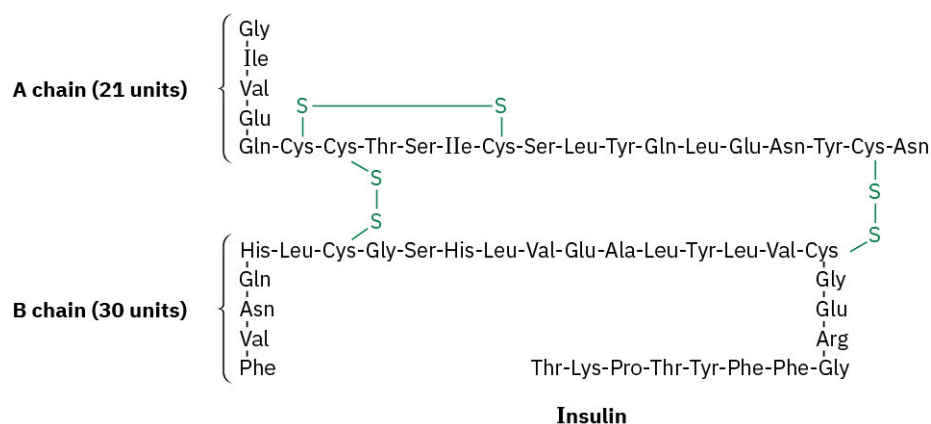 Gly
Ile
A chain (21 units)
Val
Glu
S S
Gln-Cys-Cys-Thr-Ser-IIe-Cys-Ser-Leu-Tyr-Gln-Leu-Glu-Asn-Tyr-Cys-Asn
S
S
S
S
His-Leu-Cys-Gly-Ser-His-Leu-Val-Glu-Ala-Leu-Tyr-Leu-Val-Cys
Gln Gly
B chain (30 units)
Asn Glu
Val Arg
Phe Thr-Lys-Pro-Thr-Tyr-Phe-Phe-Gly
Insulin